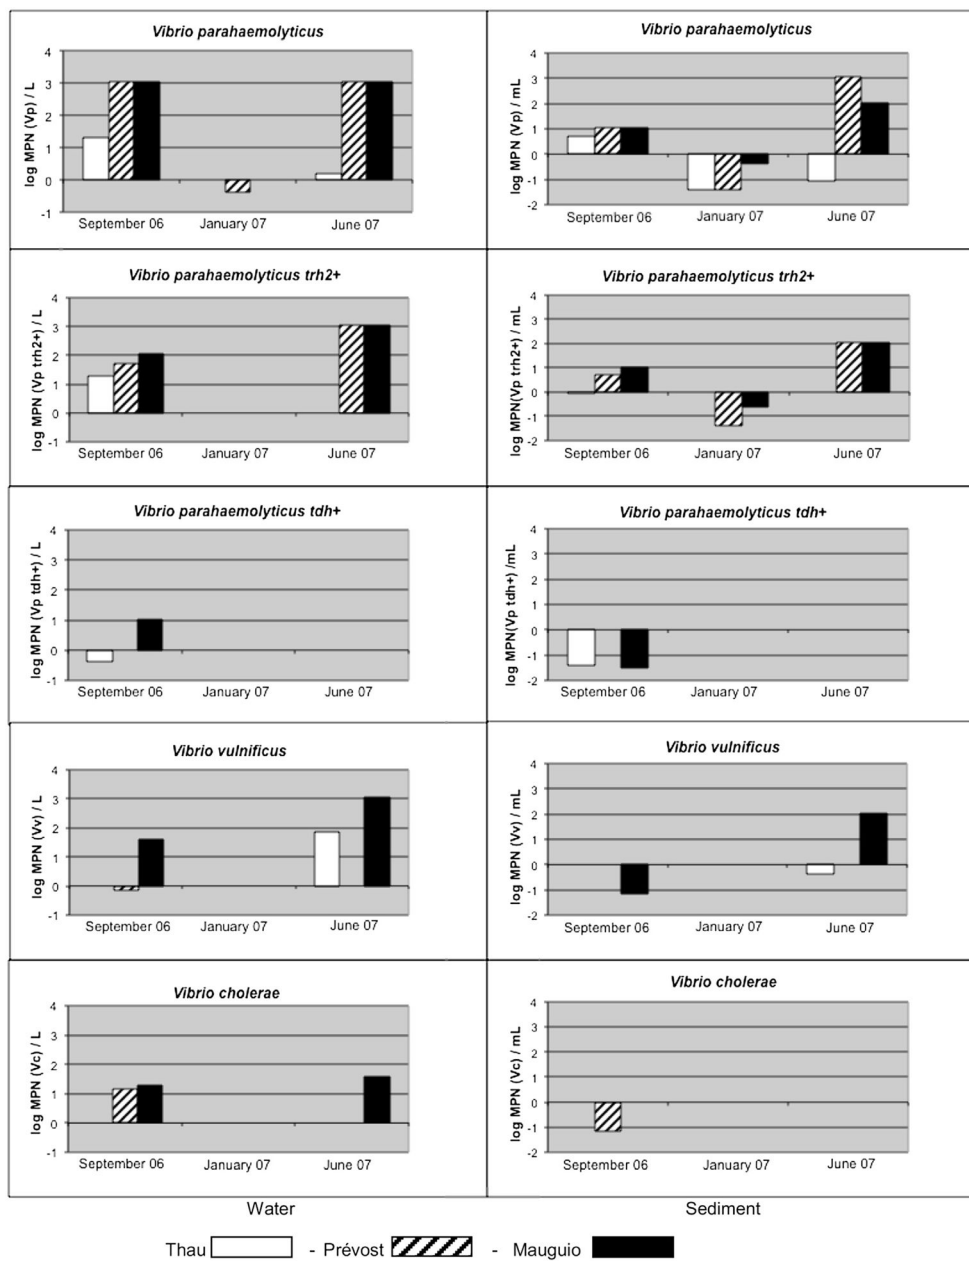 Vibrio parahaemolyticus
log MPN (Vp) / L
4
3
2
1
0
-1
September 06 January 07 June 07
Vibrio parahaemolyticus
log MPN (Vp) / mL
4
3
2
1
0
-1
-2
September 06 January 07 June 07
Vibrio parahaemolyticus trh2+
log MPN (Vp trh2+) / L
4
3
2
1
0
-1
September 06 January 07 June 07
Vibrio parahaemolyticus trh2+
log MPN(Vp trh2+) / mL
4
3
2
1
0
-1
-2
September 06 January 07 June 07
Vibrio parahaemolyticus tdh+
log MPN (Vp tdh+) / L
4
3
2
1
0
-1
September 06 January 07 June 07
Vibrio parahaemolyticus tdh+
log MPN(Vp tdh+) /mL
4
3
2
1
0
-1
-2
September 06 January 07 June 07
Vibrio vulnificus
log MPN (Vv) / L
4
3
2
1
0
-1
September 06 January 07 June 07
Vibrio vulnificus
log MPN (Vv) / mL
4
3
2
1
0
-1
-2
September 06 January 07 June 07
Vibrio cholerae
log MPN (Vc) / L
4
3
2
1
0
-1
September 06 January 07 June 07
Vibrio cholerae
log MPN (Vc) / mL
4
3
2
1
0
-1
-2
September 06 January 07 June 07
Water Sediment
Thau - Prévost - Mauguio